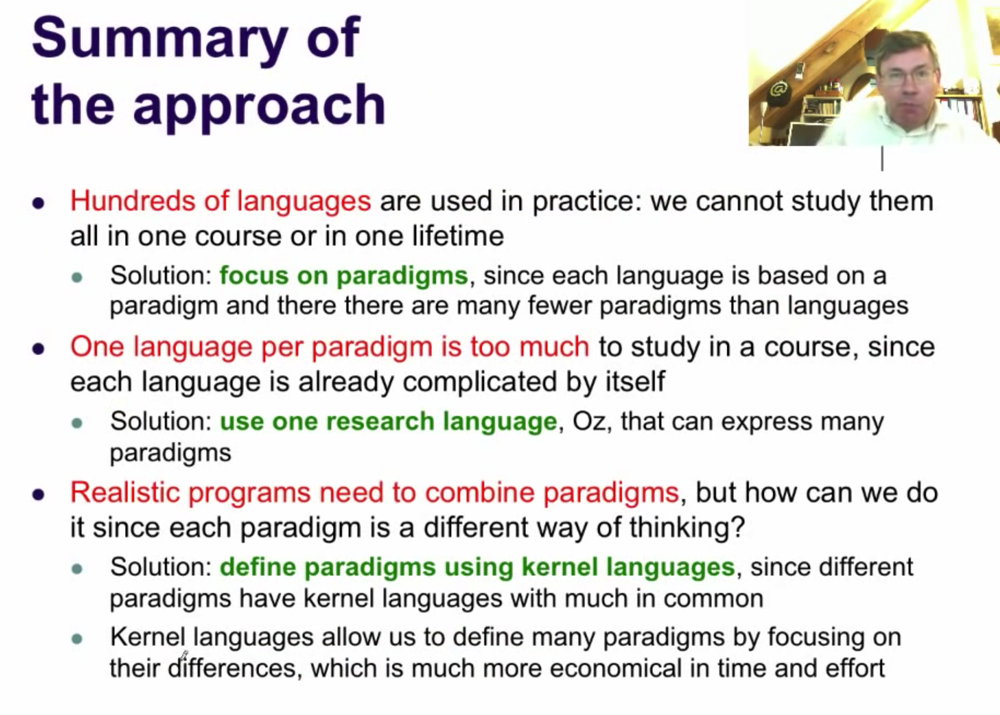 Summary of
the approach
@
Hundreds of languages are used in practice: we cannot study them
all in one course or in one lifetime
Solution: focus on paradigms, since each language is based on a
paradigm and there there are many fewer paradigms than languages
One language per paradigm is too much to study in a course, since
each language is already complicated by itself
Solution: use one research language, Oz, that can express many
paradigms
Realistic programs need to combine paradigms, but how can we do
it since each paradigm is a different way of thinking?
Solution: define paradigms using kernel languages, since different
paradigms have kernel languages with much in common
Kernel languages allow us to define many paradigms by focusing on
their differences, which is much more economical in time and effort